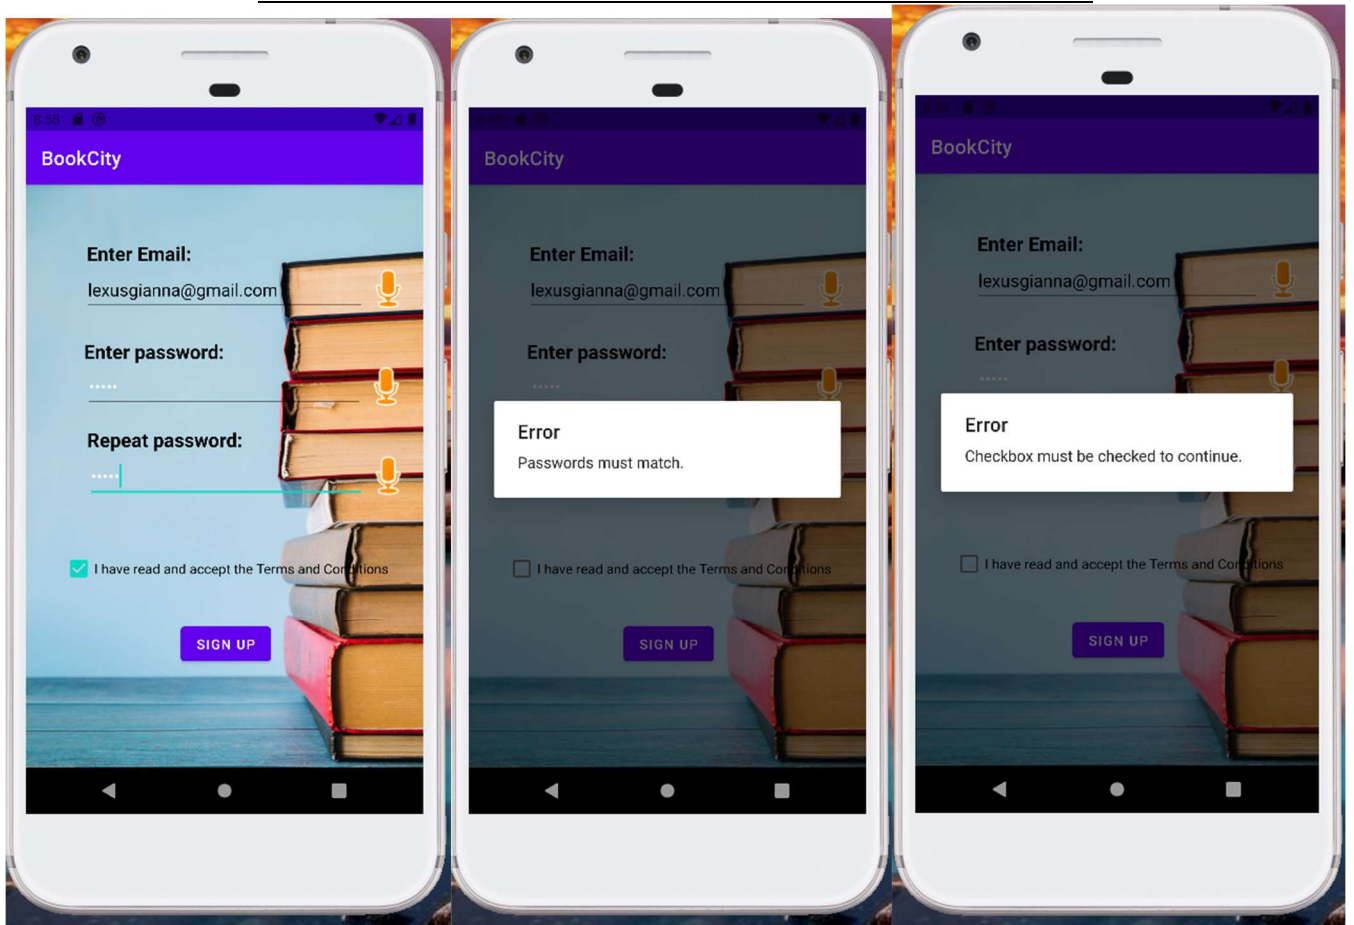 8:58
BookCity
Enter Email:
lexusgianna@gmail.com
Enter password:
•••••
Repeat password:
•••••
I have read and accept the Terms and Conditions
SIGN UP
BookCity
Enter Email:
lexusgianna@gmail.com
Enter password:
•••••
Error
Passwords must match.
I have read and accept the Terms and Conditions
SIGN UP
BookCity
Enter Email:
lexusgianna@gmail.com
Enter password:
•••••
Error
Checkbox must be checked to continue.
I have read and accept the Terms and Conditions
SIGN UP